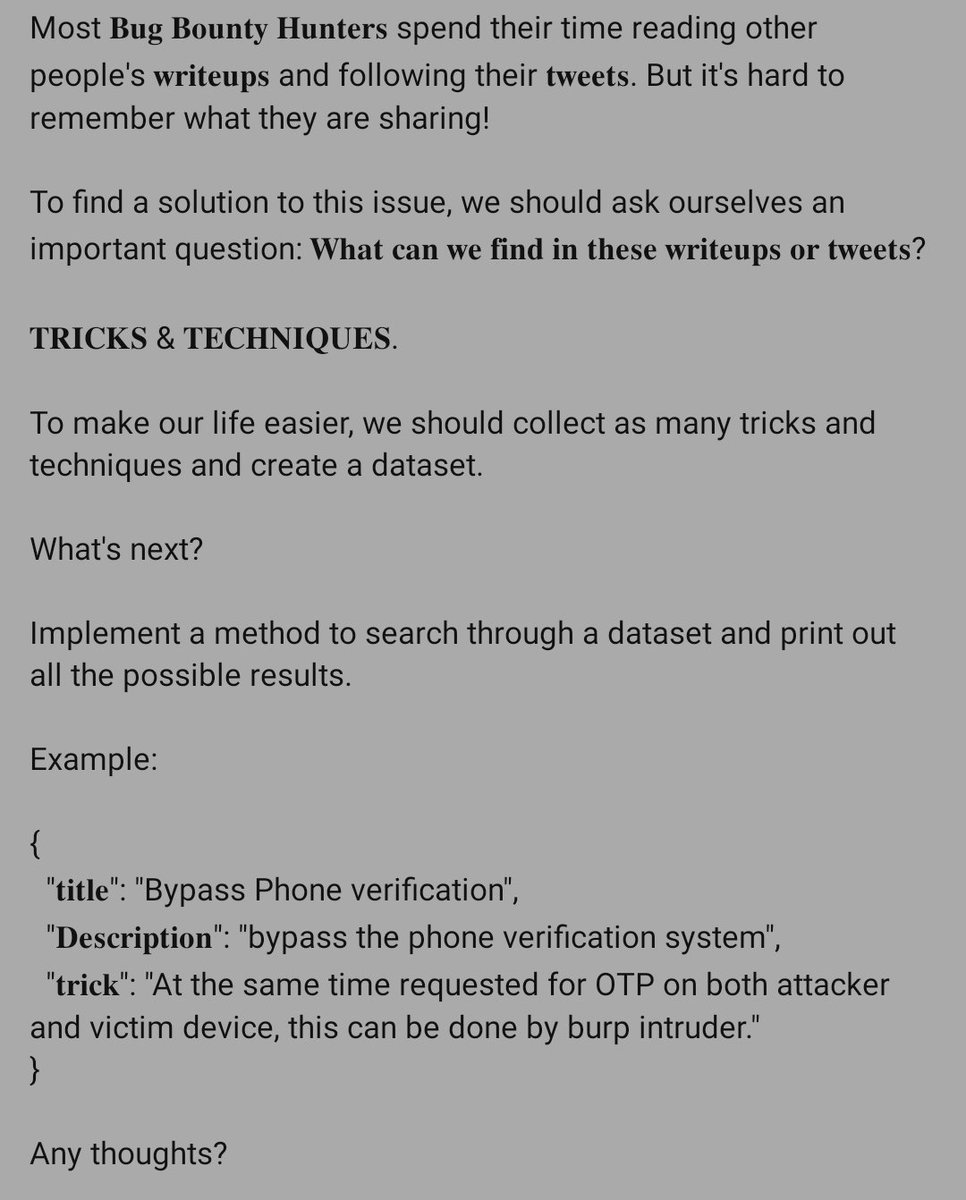 Most Bug Bounty Hunters spend their time reading other
people's writeups and following their tweets. But it's hard to
remember what they are sharing!
To find a solution to this issue, we should ask ourselves an
important question: What can we find in these writeups or tweets?
TRICKS & TECHNIQUES.
To make our life easier, we should collect as many tricks and
techniques and create a dataset.
What's next?
Implement a method to search through a dataset and print out
all the possible results.
Example:
{
"title": "Bypass Phone verification",
"Description": "bypass the phone verification system",
"trick": "At the same time requested for OTP on both attacker
and victim device, this can be done by burp intruder."
}
Any thoughts?